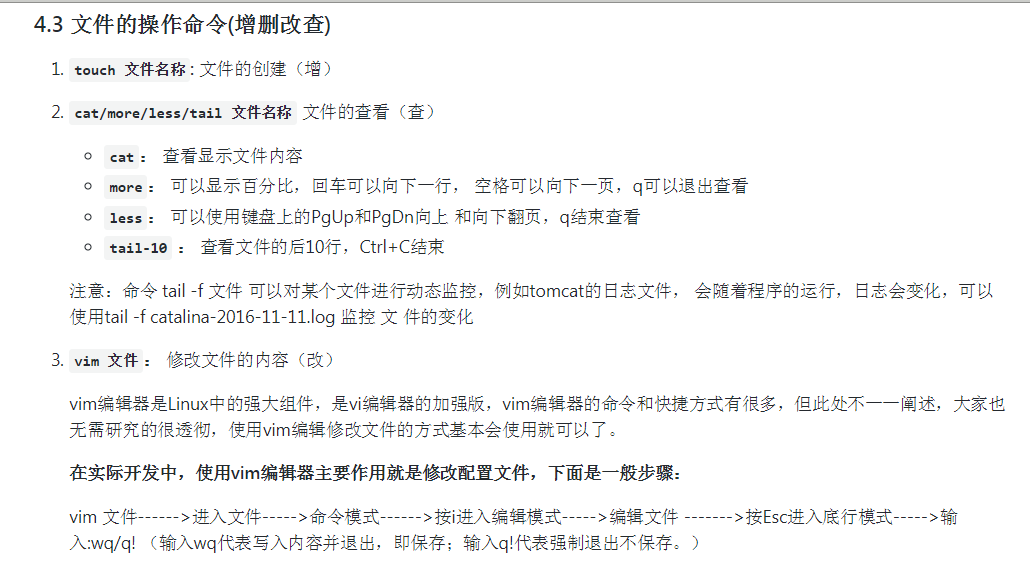 4.3 文件的操作命令(增删改查)
1. touch 文件名称: 文件的创建（增）
2. cat/more/less/tail 文件名称 文件的查看（查）
cat： 查看显示文件内容
more： 可以显示百分比，回车可以向下一行， 空格可以向下一页，q可以退出查看
less： 可以使用键盘上的PgUp和PgDn向上 和向下翻页，q结束查看
tail-10 ： 查看文件的后10行，Ctrl+C结束
注意：命令 tail -f 文件 可以对某个文件进行动态监控，例如tomcat的日志文件， 会随着程序的运行，日志会变化，可以
使用tail -f catalina-2016-11-11.log 监控 文 件的变化
3. vim 文件： 修改文件的内容（改）
vim编辑器是Linux中的强大组件，是vi编辑器的加强版，vim编辑器的命令和快捷方式有很多，但此处不一一阐述，大家也
无需研究的很透彻，使用vim编辑修改文件的方式基本会使用就可以了。
在实际开发中，使用vim编辑器主要作用就是修改配置文件，下面是一般步骤：
vim 文件------>进入文件----->命令模式------>按i进入编辑模式----->编辑文件 ------->按Esc进入底行模式----->输
入:wq/q! （输入wq代表写入内容并退出，即保存；输入q!代表强制退出不保存。）